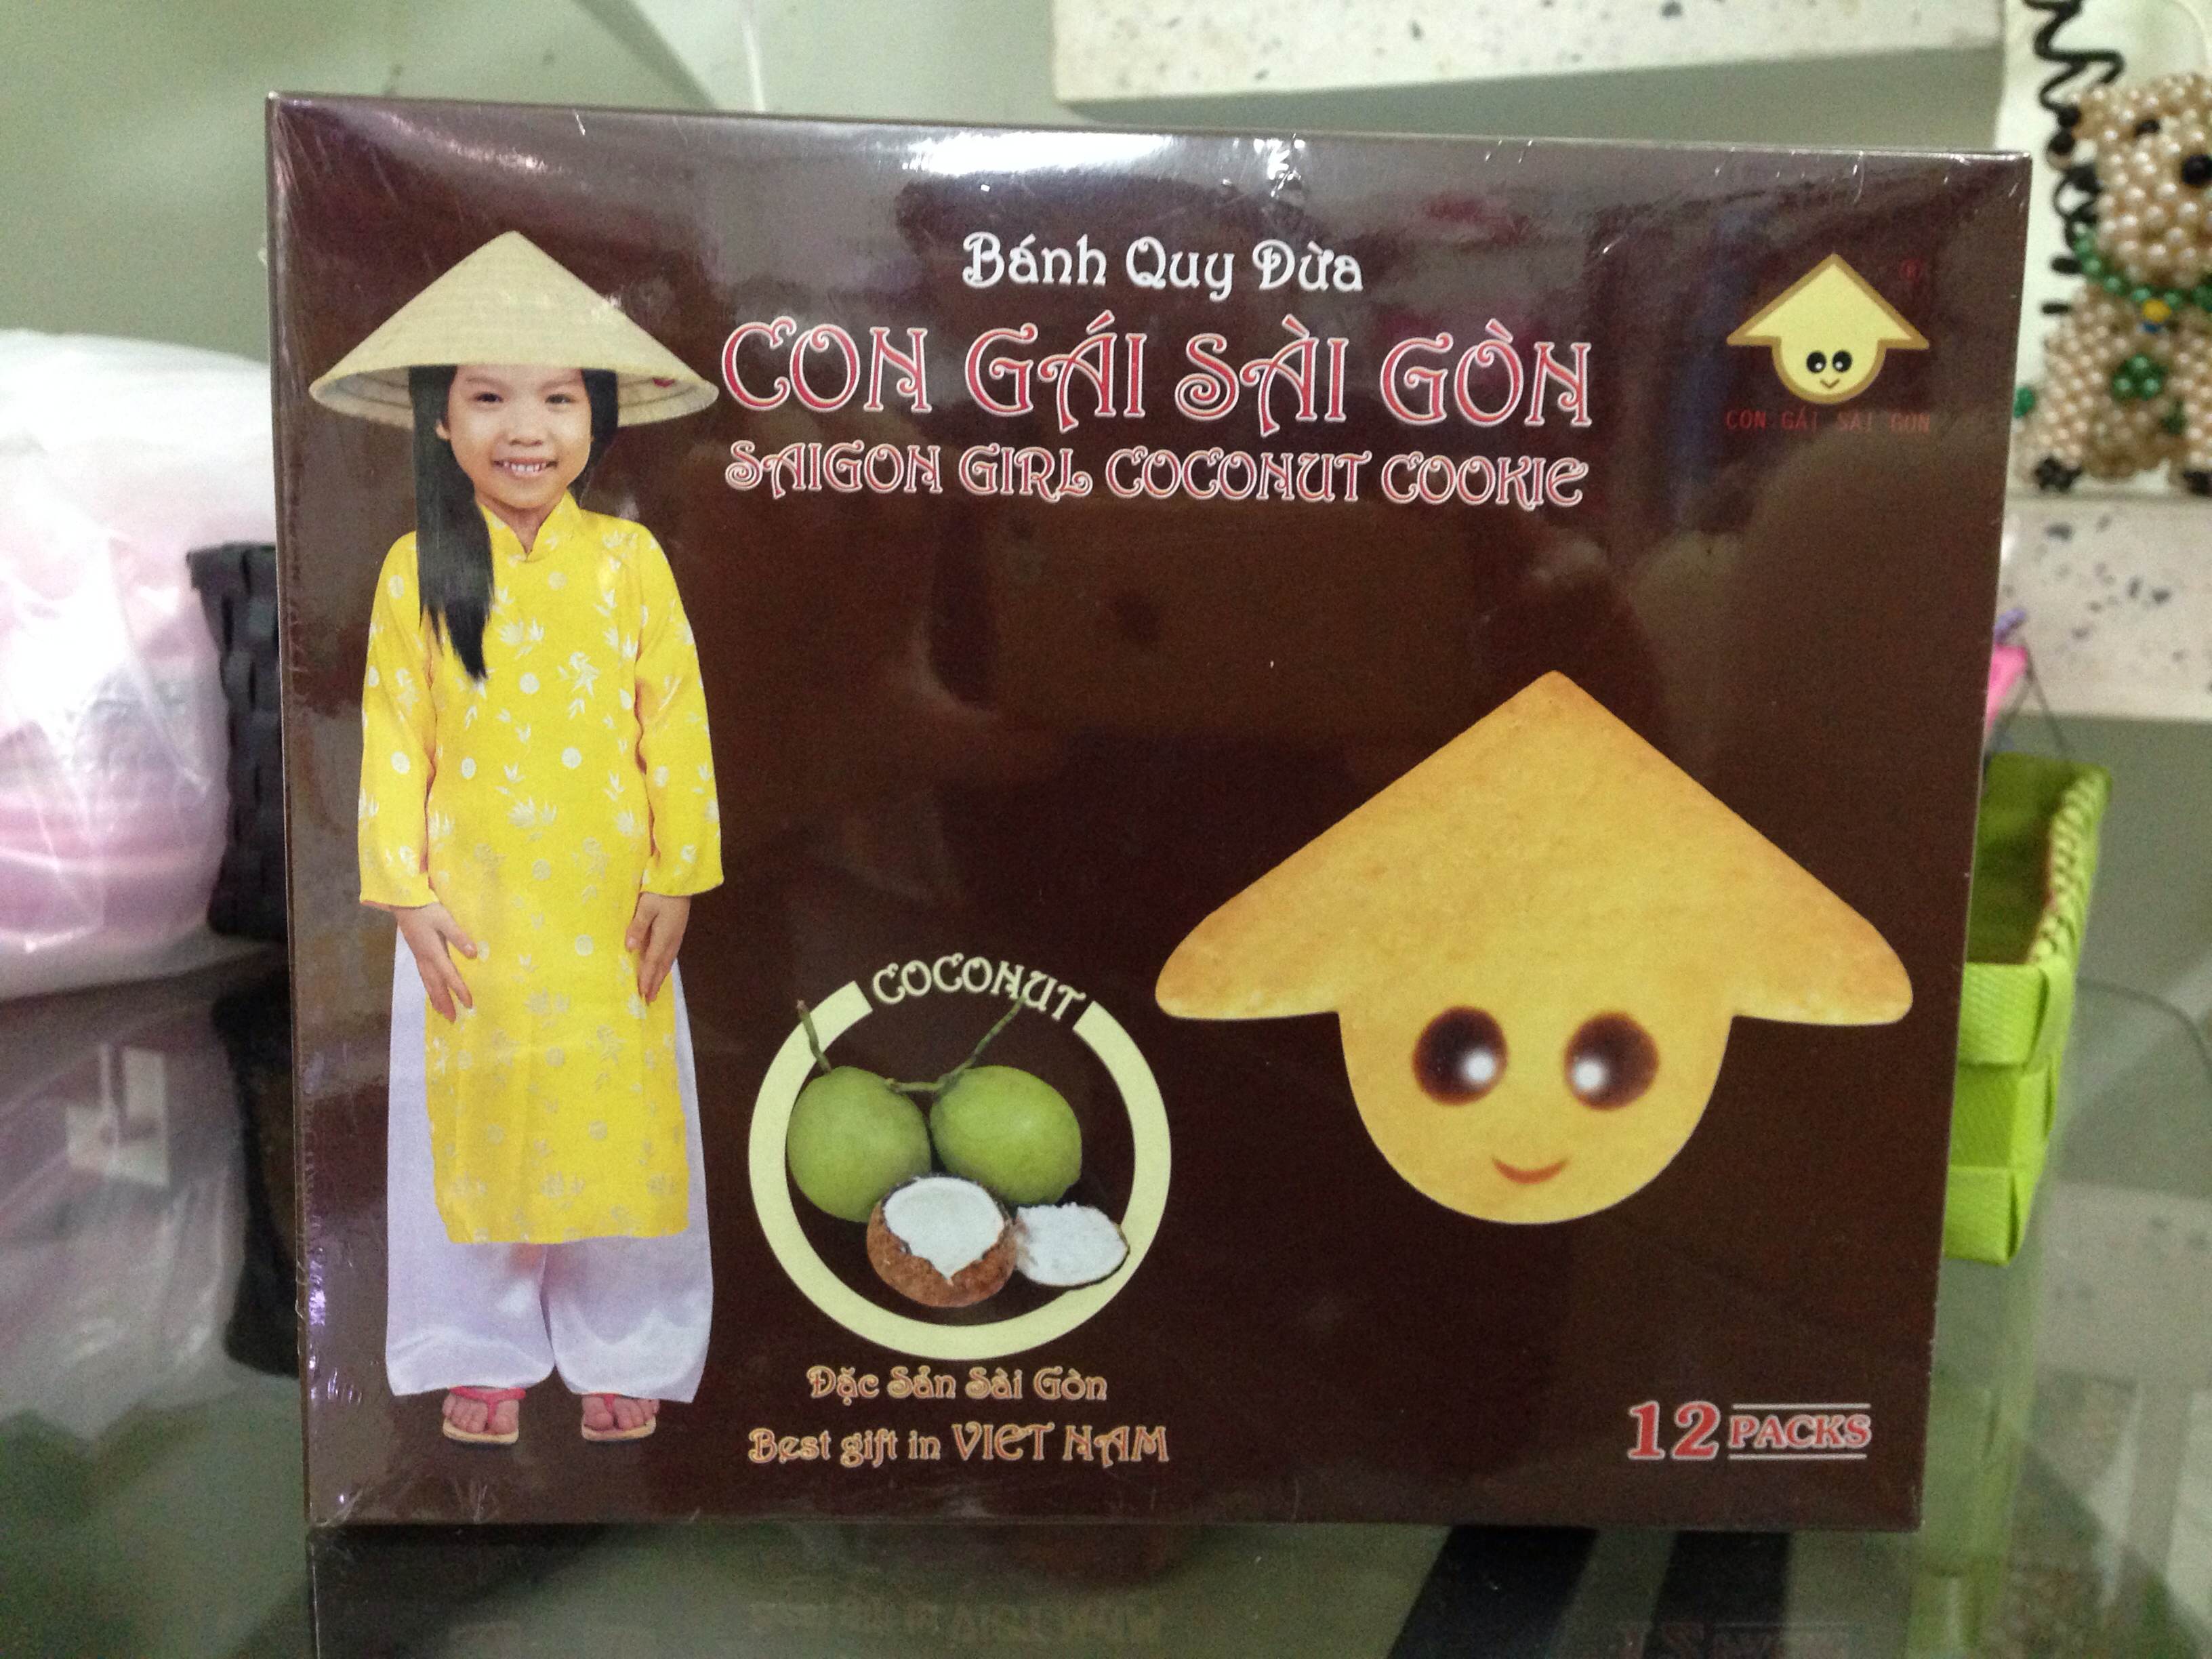 Bánh Quy Dừa
CON GÁI SÀI GÒN
SAIGON GIRL COCONUT COOKIE
®
CON GÁI SÀI GÒN
COCONUT
Đặc Sản Sài Gòn
Best gift in VIET NAM
12 PACKS